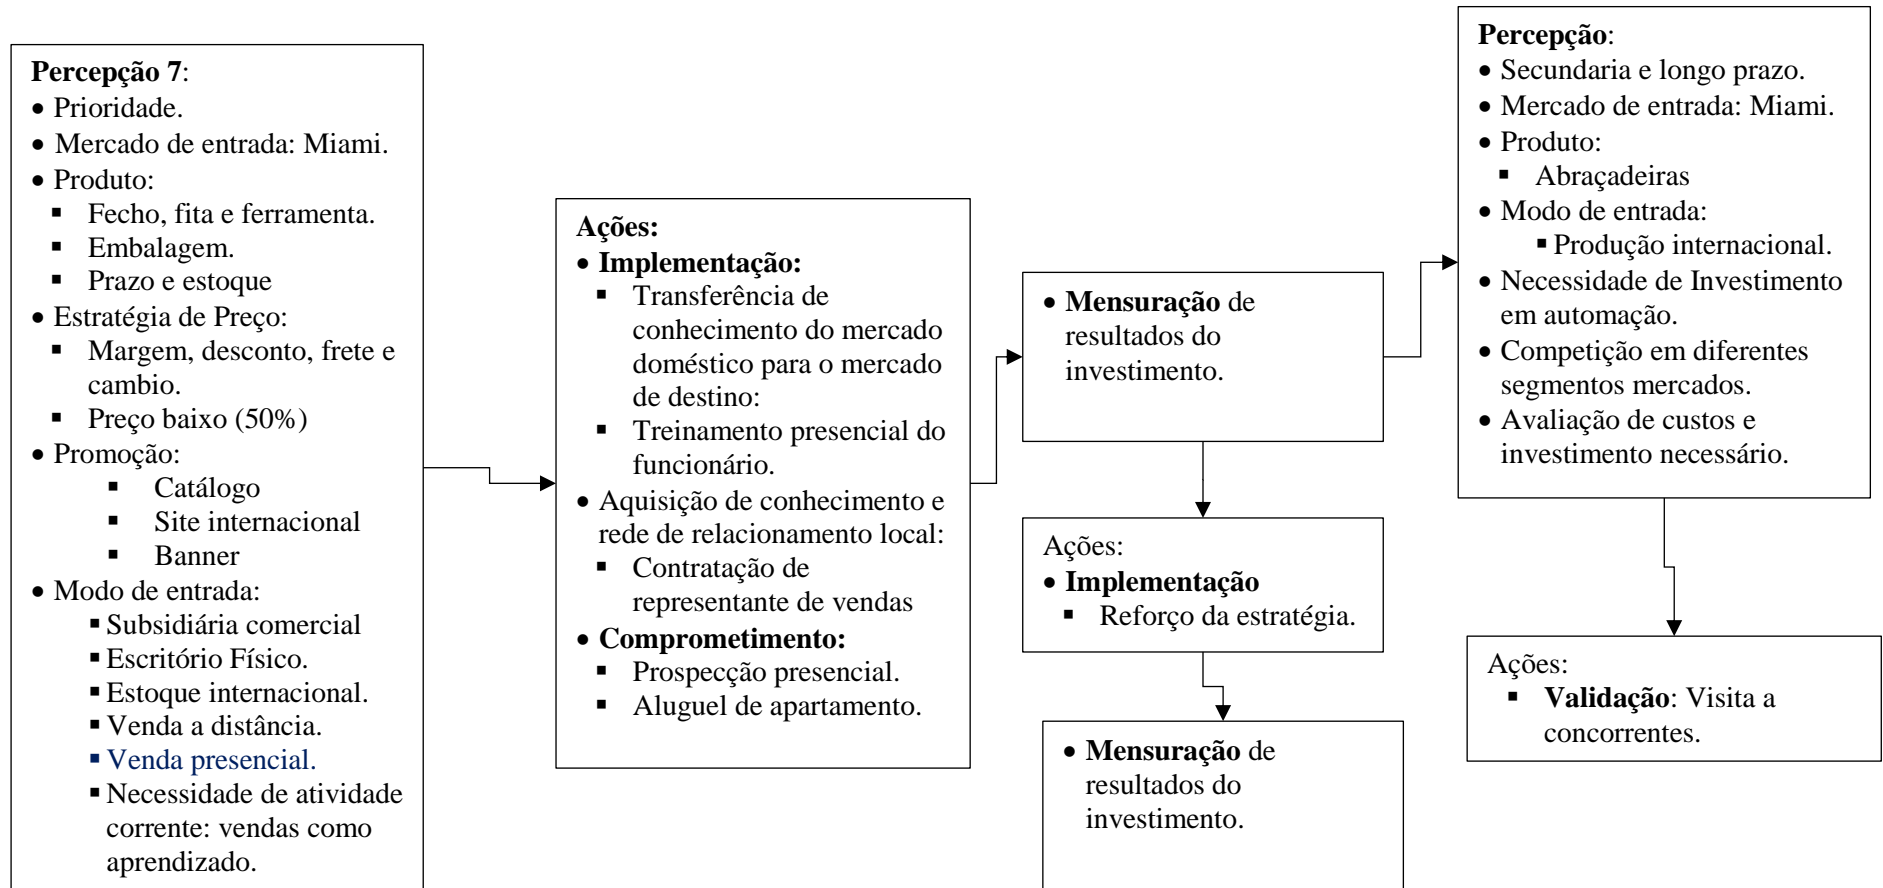 Percepção 7:
• Prioridade.
• Mercado de entrada: Miami.
• Produto:
▪ Fecho, fita e ferramenta.
▪ Embalagem.
▪ Prazo e estoque
• Estratégia de Preço:
▪ Margem, desconto, frete e
cambio.
▪ Preço baixo (50%)
• Promoção:
▪ Catálogo
▪ Site internacional
▪ Banner
• Modo de entrada:
▪ Subsidiária comercial
▪ Escritório Físico.
▪ Estoque internacional.
▪ Venda a distância.
▪ Venda presencial.
▪ Necessidade de atividade
corrente: vendas como
aprendizado.
Ações:
• Implementação:
▪ Transferência de
conhecimento do mercado
doméstico para o mercado
de destino:
▪ Treinamento presencial do
funcionário.
• Aquisição de conhecimento e
rede de relacionamento local:
▪ Contratação de
representante de vendas
• Comprometimento:
▪ Prospecção presencial.
▪ Aluguel de apartamento.
• Mensuração de
resultados do
investimento.
Ações:
• Implementação
▪ Reforço da estratégia.
• Mensuração de
resultados do
investimento.
Percepção:
• Secundaria e longo prazo.
• Mercado de entrada: Miami.
• Produto:
▪ Abraçadeiras
• Modo de entrada:
▪ Produção internacional.
• Necessidade de Investimento
em automação.
• Competição em diferentes
segmentos mercados.
• Avaliação de custos e
investimento necessário.
Ações:
▪ Validação: Visita a
concorrentes.